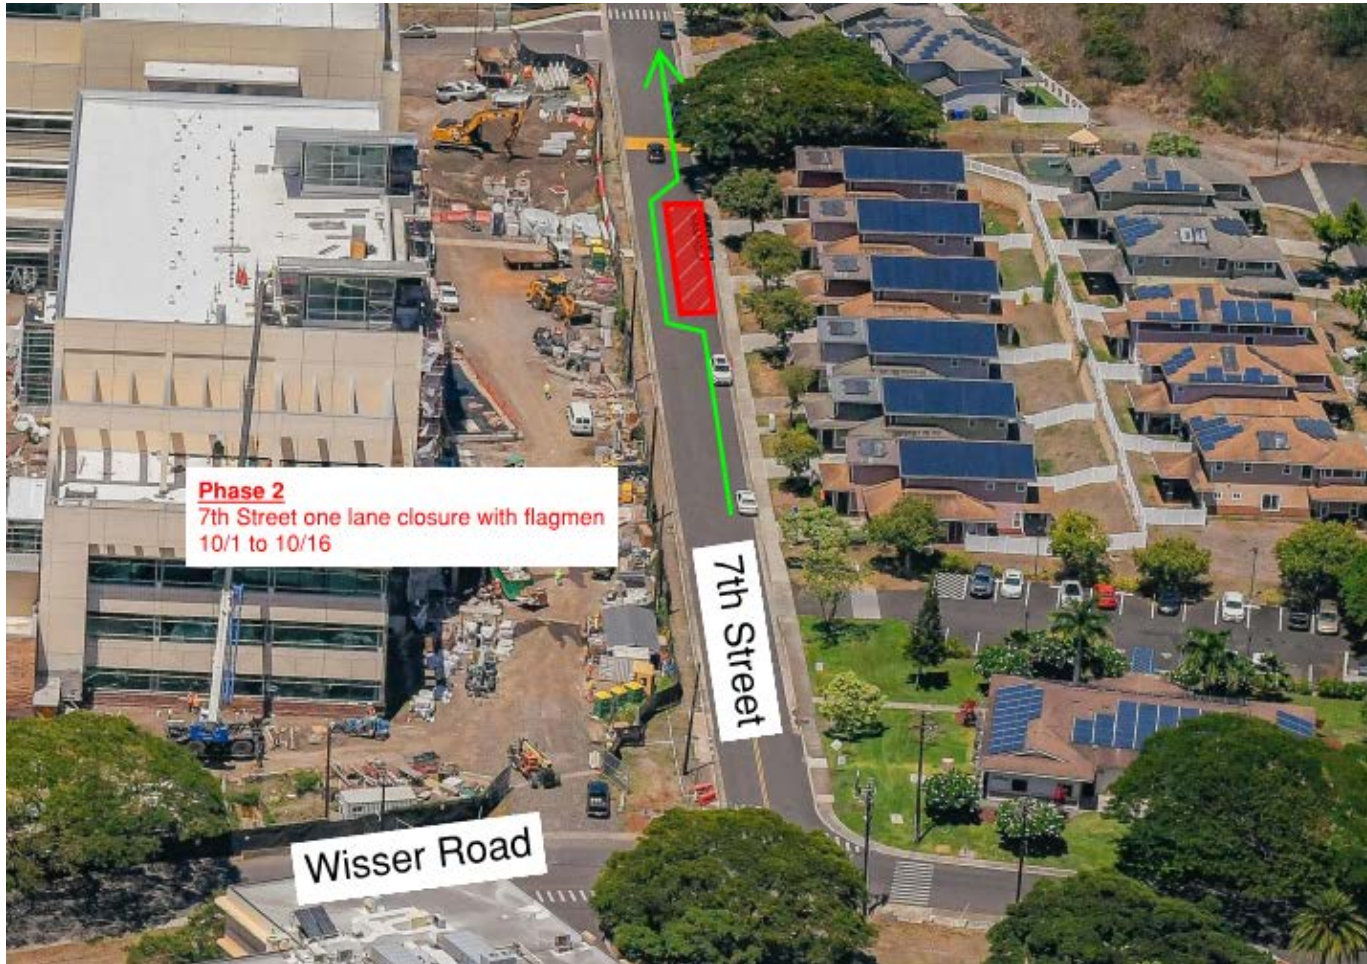 Phase 2
7th Street one lane closure with flagmen
10/1 to 10/16
7th Street
Wisser Road